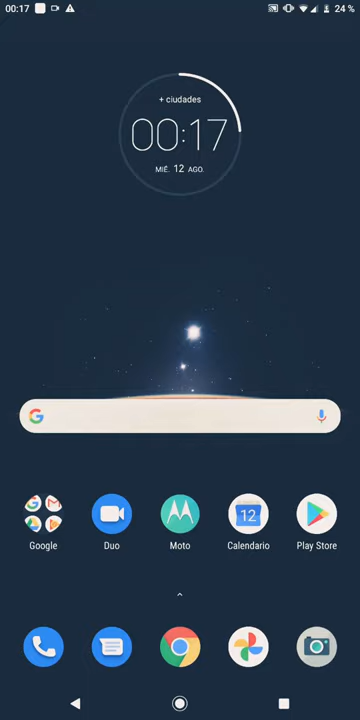 00:17
24 %
+ ciudades
00:17
MIÉ. 12 AGO.
12
Google
Duo
Moto
Calendario
Play Store